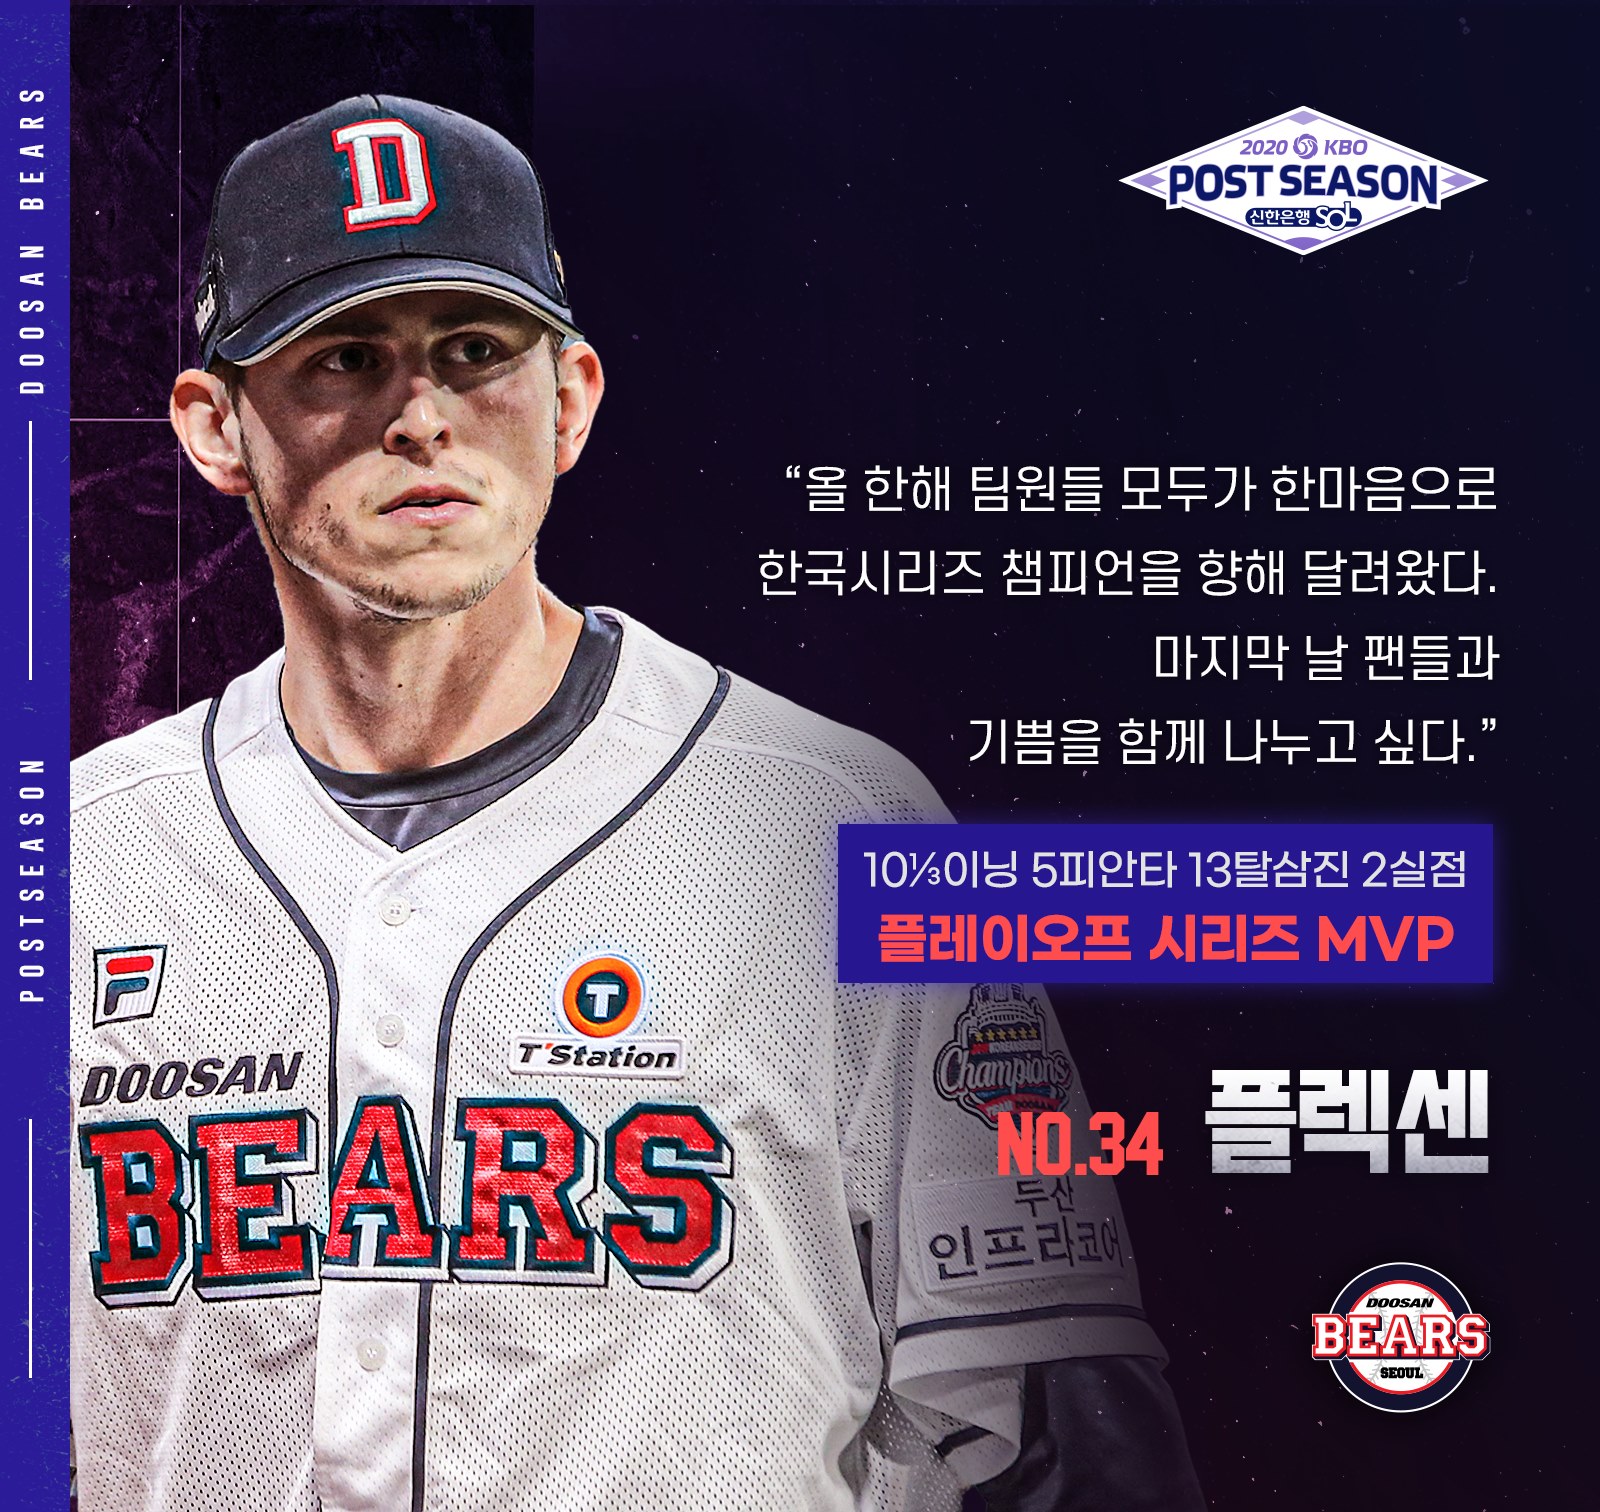 DOOSAN BEARS
POSTSEASON
D
2020 KBO
POST SEASON
신한은행 SOL
“올 한해 팀원들 모두가 한마음으로
한국시리즈 챔피언을 향해 달려왔다.
마지막 날 팬들과
기쁨을 함께 나누고 싶다.”
10⅓이닝 5피안타 13탈삼진 2실점
플레이오프 시리즈 MVP
NO.34 플렉센
F
T
T'Station
DOOSAN
BEARS
Champions
두산
인프라코어
DOOSAN
BEARS
SEOUL